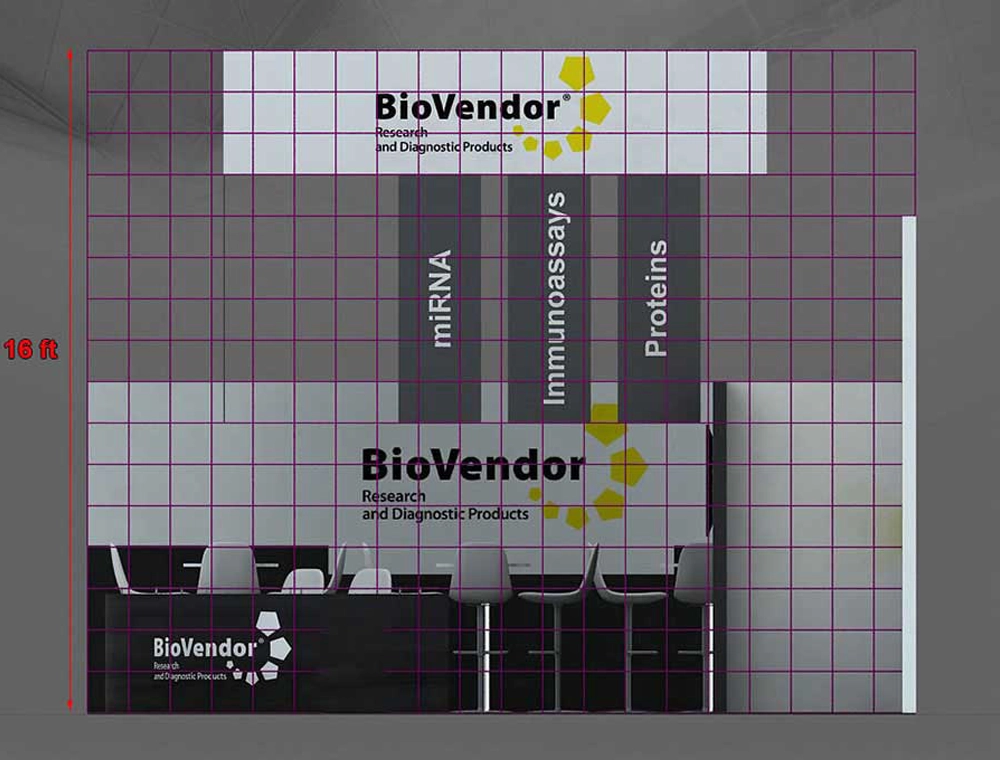 BioVendor®
Research
and Diagnostic Products
miRNA
Immunoassays
Proteins
16 ft
BioVendor
Research
and Diagnostic Products
BioVendor®
Research
and Diagnostic Products